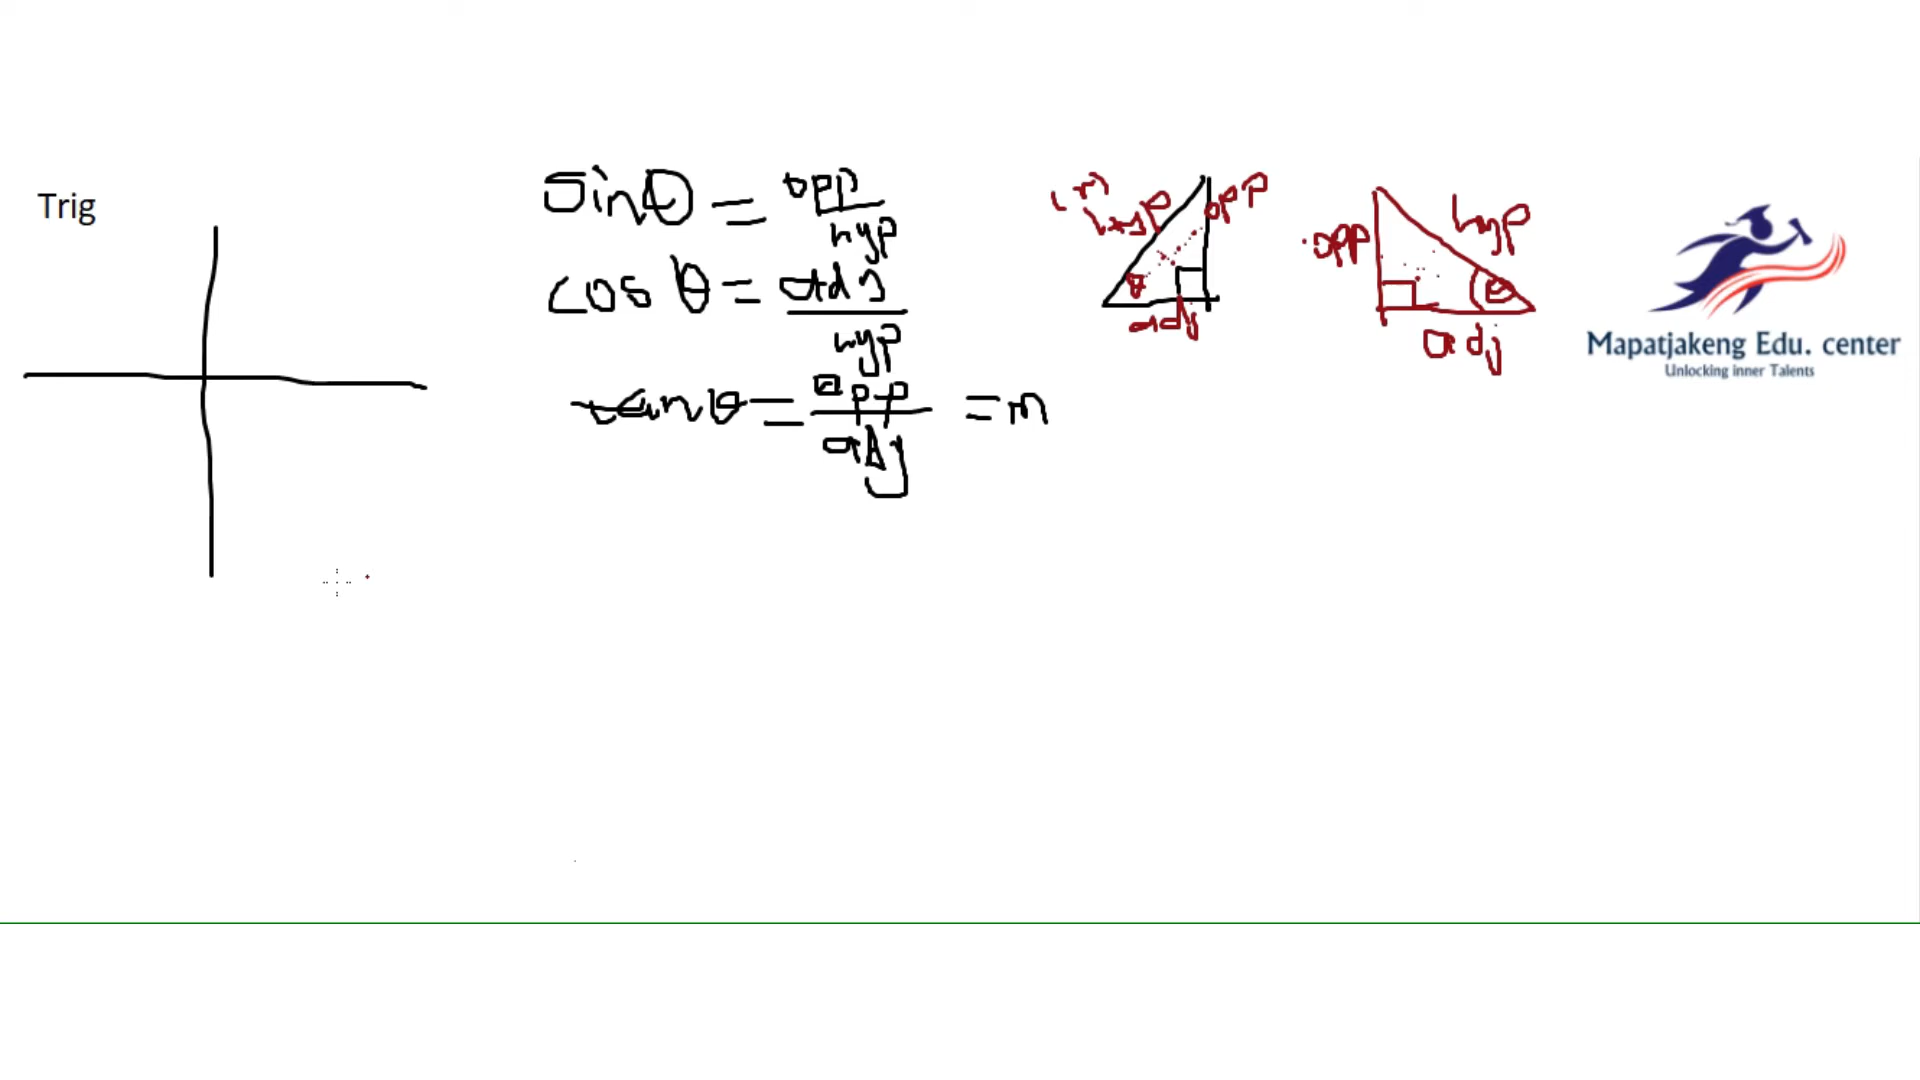 Trig
sinθ = opp/hyp
cos θ = adj/hyp
tanθ = opp/adj = m
(r)
hyp
opp
θ
adj
opp
hyp
θ
adj
Mapatjakeng Edu. center
Unlocking inner Talents